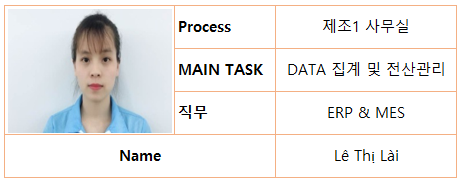 Process 제조1 사무실
MAIN TASK DATA 집계 및 전산관리
직무 ERP & MES
Name Lê Thị Lài